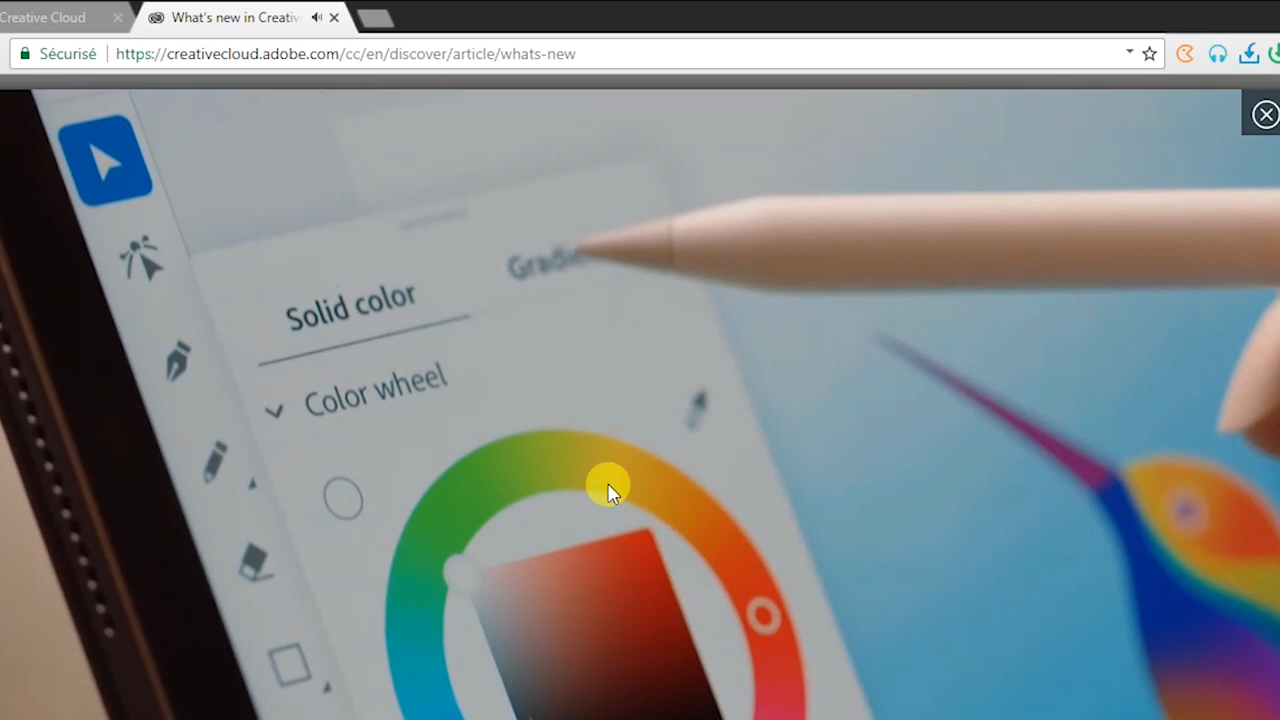 Creative Cloud
What's new in Creativ
Sécurisé
https://creativecloud.adobe.com/cc/en/discover/article/whats-new
Solid color
Gradi
Color wheel